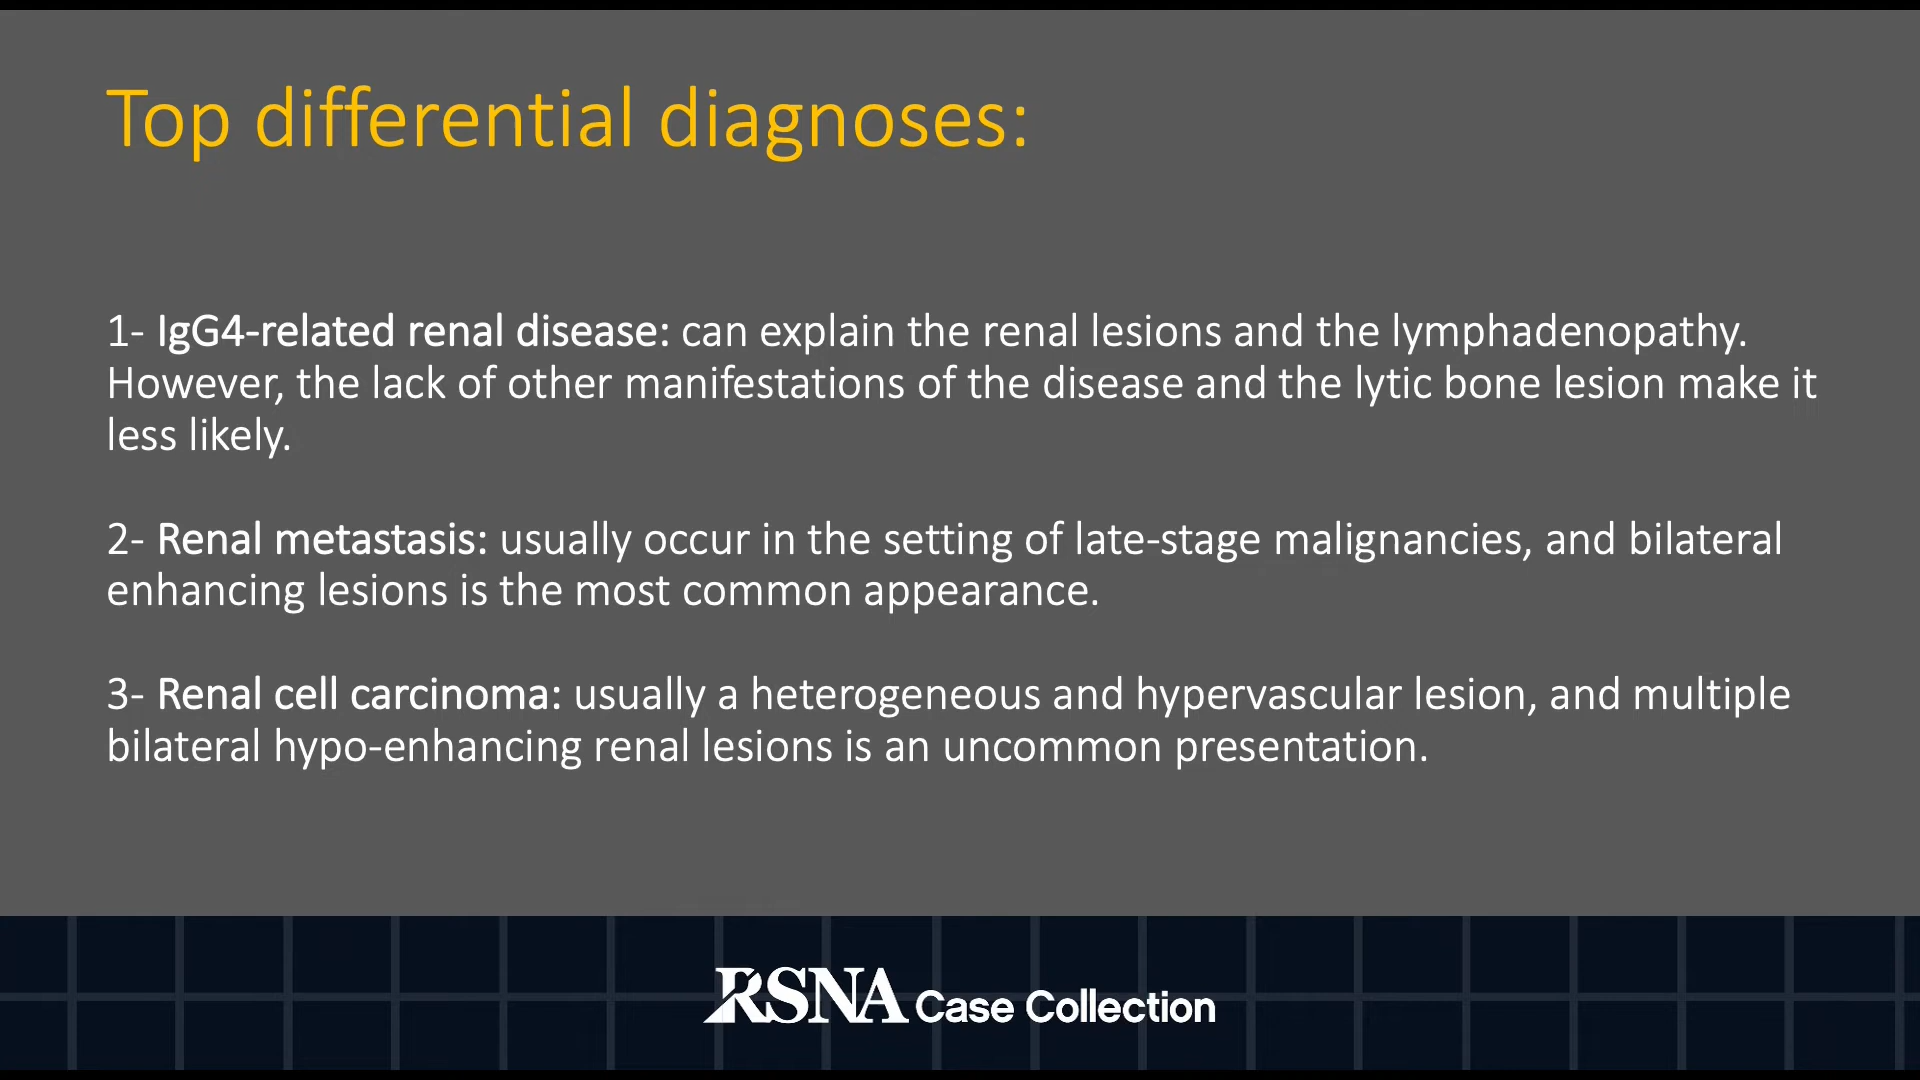 Top differential diagnoses:
1- IgG4-related renal disease: can explain the renal lesions and the lymphadenopathy.
However, the lack of other manifestations of the disease and the lytic bone lesion make it
less likely.
2- Renal metastasis: usually occur in the setting of late-stage malignancies, and bilateral
enhancing lesions is the most common appearance.
3- Renal cell carcinoma: usually a heterogeneous and hypervascular lesion, and multiple
bilateral hypo-enhancing renal lesions is an uncommon presentation.
RSNA Case Collection